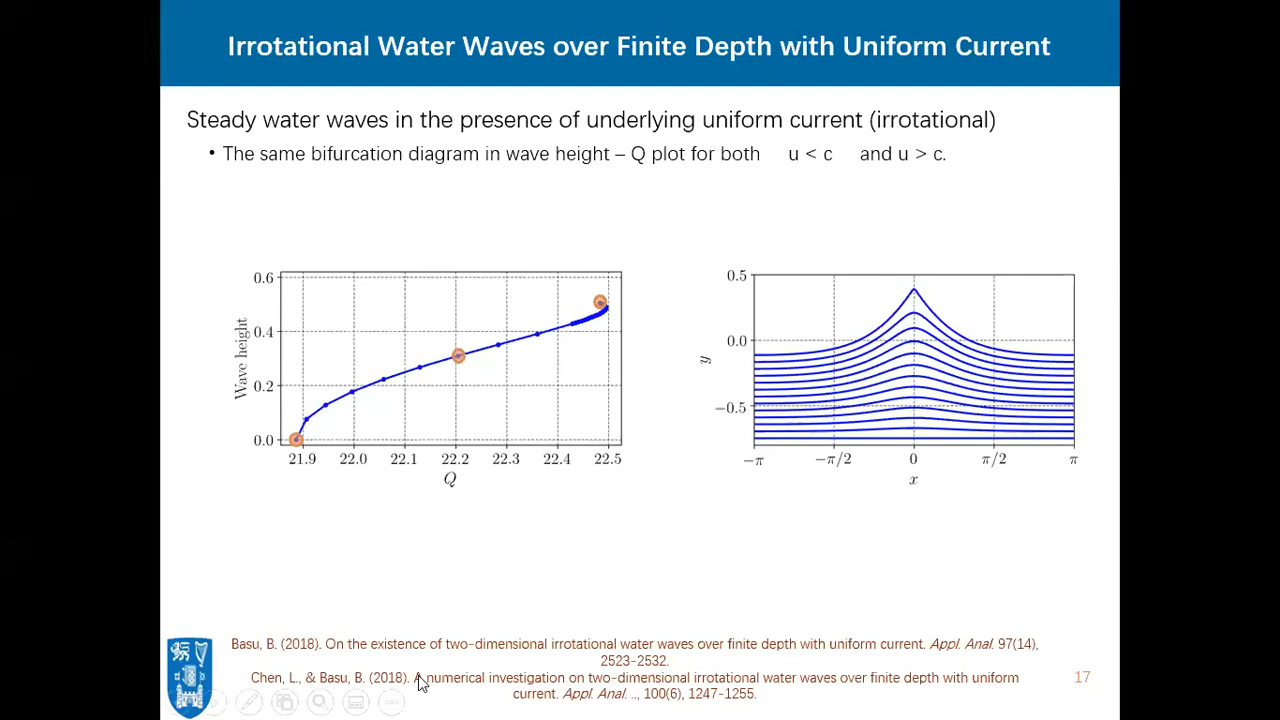 Irrotational Water Waves over Finite Depth with Uniform Current
Steady water waves in the presence of underlying uniform current (irrotational)
• The same bifurcation diagram in wave height – Q plot for both u < c and u > c.
0.6
0.4
0.2
0.0
Wave height
21.9 22.0 22.1 22.2 22.3 22.4 22.5
Q
0.5
0.0
−0.5
y
−π −π/2 0 π/2 π
x
Basu, B. (2018). On the existence of two-dimensional irrotational water waves over finite depth with uniform current. Appl. Anal. 97(14),
2523-2532.
Chen, L., & Basu, B. (2018). A numerical investigation on two-dimensional irrotational water waves over finite depth with uniform
current. Appl. Anal. .., 100(6), 1247-1255.
17